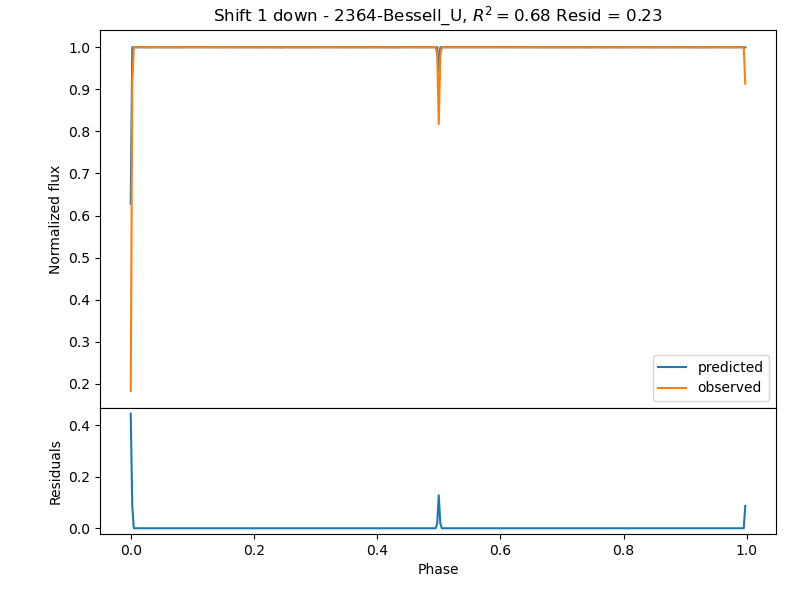 Shift 1 down - 2364-Bessell_U, $R^2 = 0.68$ Resid = 0.23
1.0
0.9
0.8
0.7
0.6
0.5
0.4
0.3
0.2
Normalized flux
predicted
observed
0.4
0.2
0.0
Residuals
0.0 0.2 0.4 0.6 0.8 1.0
Phase